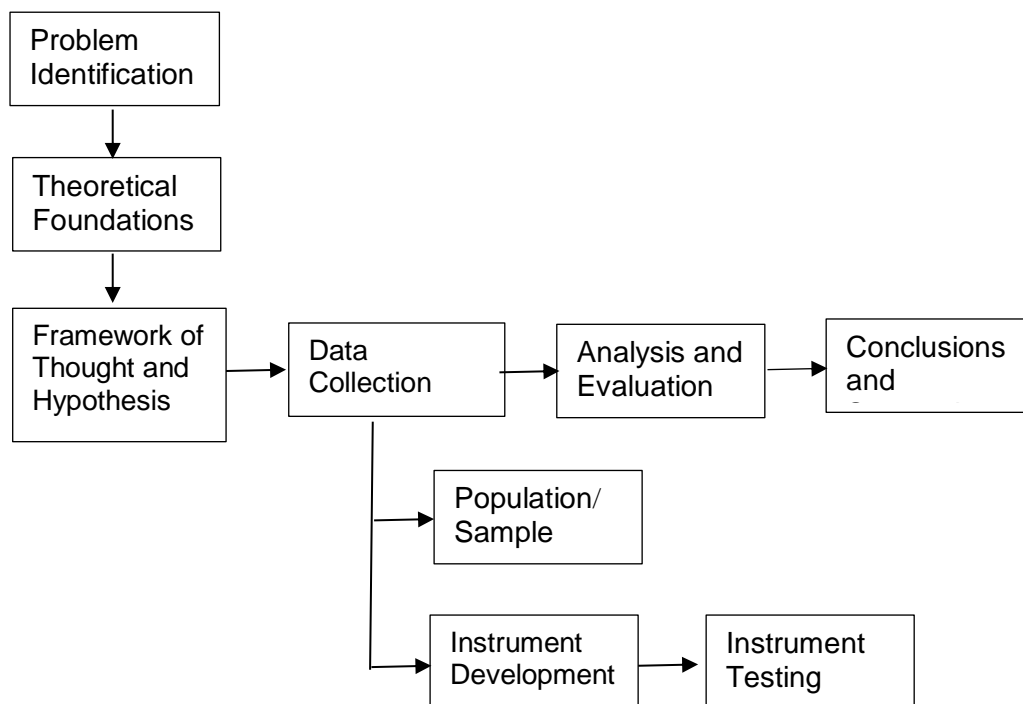 Problem
Identification
Theoretical
Foundations
Framework of
Thought and
Hypothesis
Data
Collection
Analysis and
Evaluation
Conclusions
and
Population/
Sample
Instrument
Development
Instrument
Testing